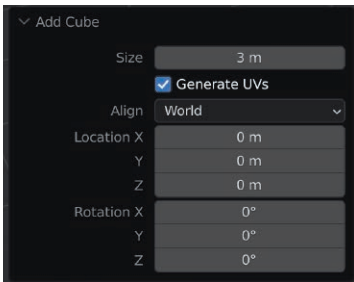 Add Cube
Size 3 m
Generate UVs
Align World
Location X 0 m
Y 0 m
Z 0 m
Rotation X 0°
Y 0°
Z 0°